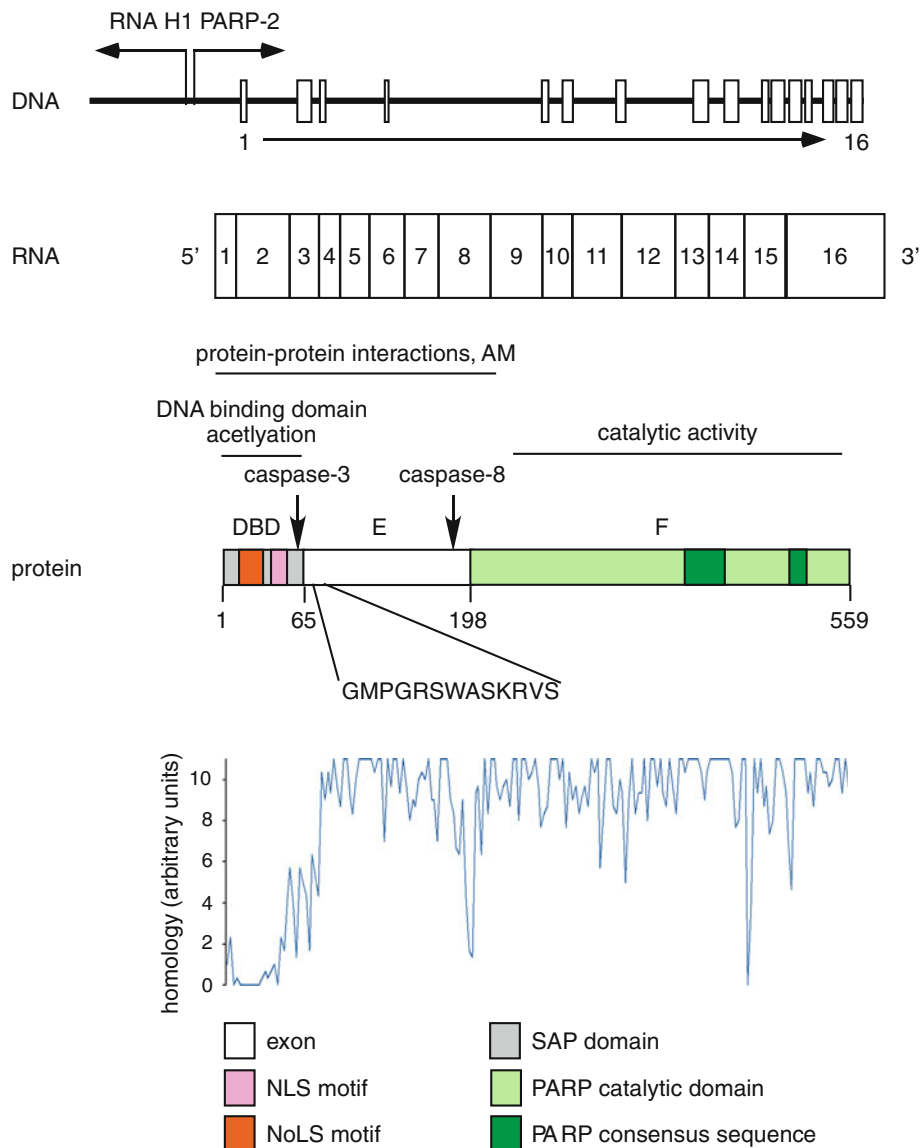 RNA H1 PARP-2
DNA
1 16
RNA 5’ 1 2 3 4 5 6 7 8 9 10 11 12 13 14 15 16 3’
protein-protein interactions, AM
DNA binding domain
acetlyation
catalytic activity
caspase-3 caspase-8
DBD E F
protein
1 65 198 559
GMPGRSWASKRVS
homology (arbitrary units)
10
8
6
4
2
0
exon
SAP domain
NLS motif
PARP catalytic domain
NoLS motif
PARP consensus sequence